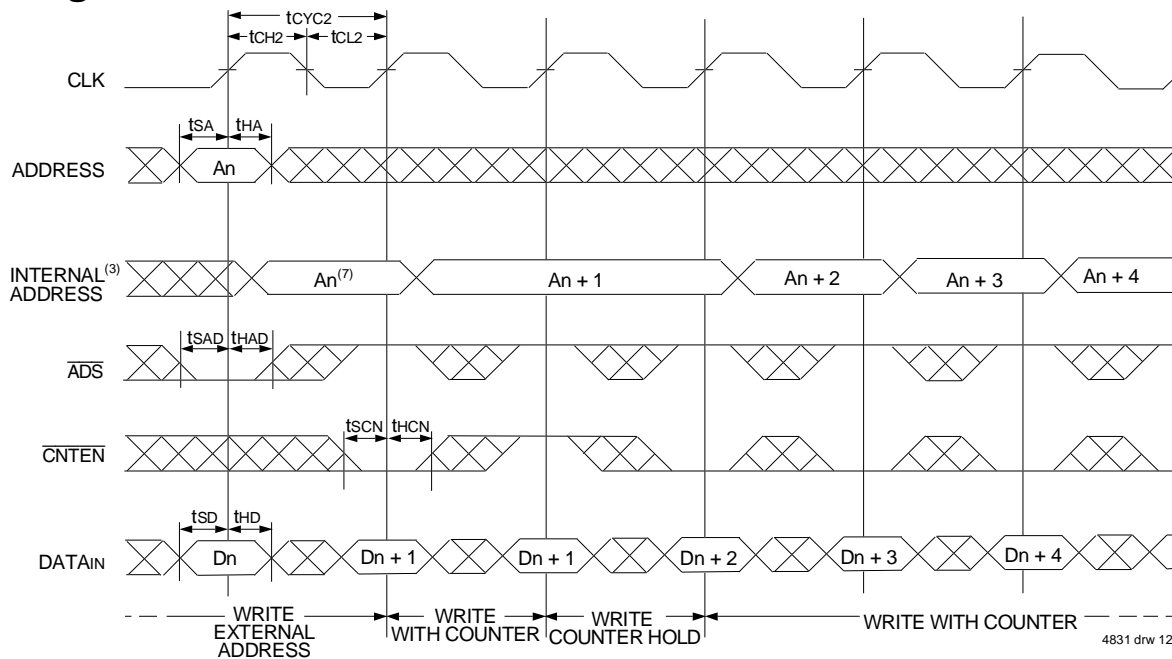 tCYC2
tCH2 tCL2
CLK
tSA tHA
ADDRESS An
INTERNAL(3) ADDRESS An(7) An + 1 An + 2 An + 3 An + 4
tSAD tHAD
ADS
tSCN tHCN
CNTEN
tSD tHD
DATAIN Dn Dn + 1 Dn + 1 Dn + 2 Dn + 3 Dn + 4
WRITE EXTERNAL ADDRESS
WRITE WITH COUNTER
WRITE COUNTER HOLD
WRITE WITH COUNTER
4831 drw 12